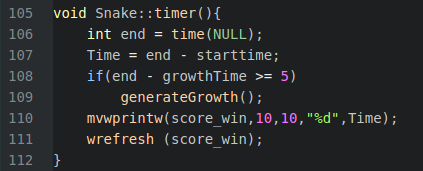 105 void Snake::timer(){
106     int end = time(NULL);
107     Time = end - starttime;
108     if(end - growthTime >= 5)
109         generateGrowth();
110     mvwprintw(score_win,10,10,"%d",Time);
111     wrefresh (score_win);
112 }